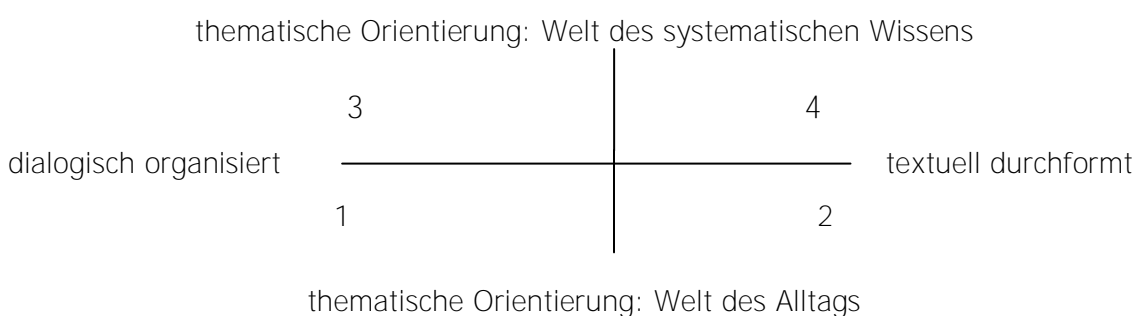 thematische Orientierung: Welt des systematischen Wissens
3 4
dialogisch organisiert textuell durchformt
1 2
thematische Orientierung: Welt des Alltags